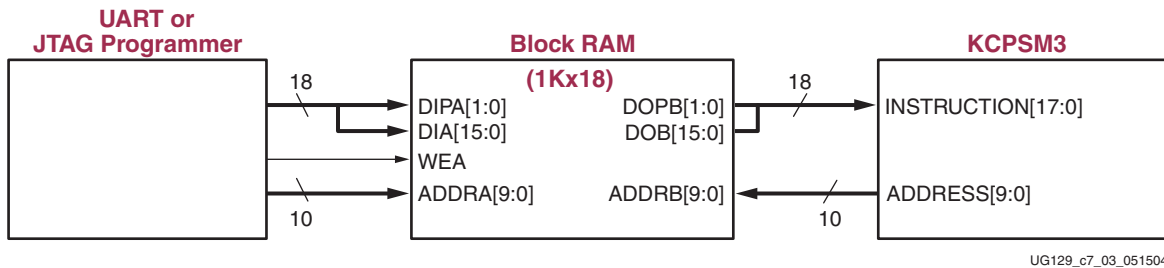 UART or
JTAG Programmer
Block RAM
(1Kx18)
KCPSM3
18
DIPA[1:0]
DIA[15:0]
WEA
ADDRA[9:0]
10
DOPB[1:0]
DOB[15:0]
ADDRB[9:0]
18
10
INSTRUCTION[17:0]
ADDRESS[9:0]
UG129_c7_03_051504